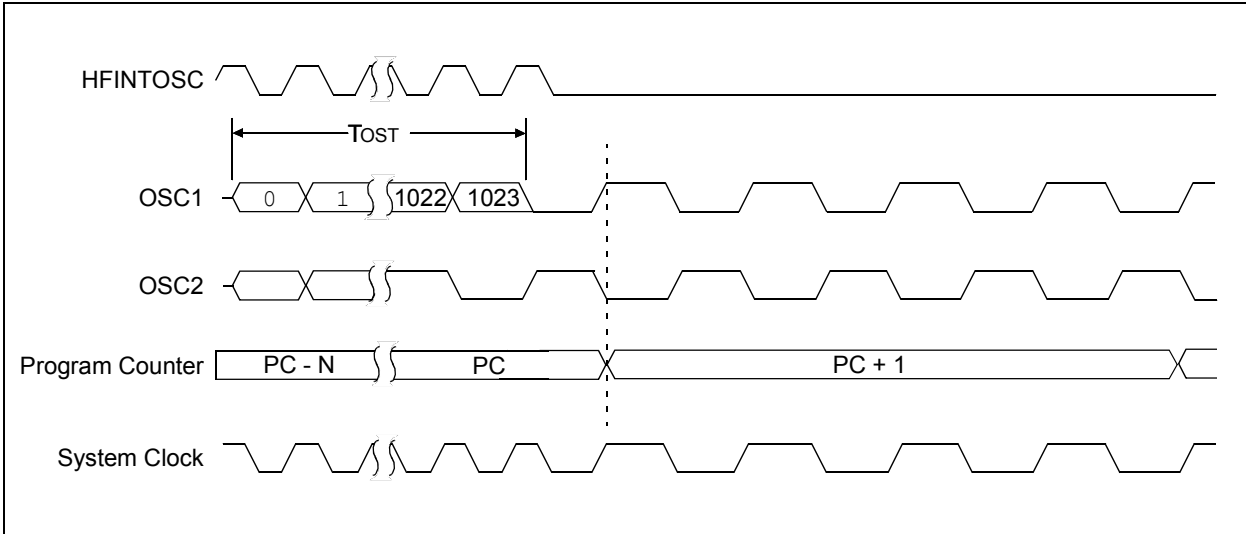 HFINTOSC
TOST
OSC1 0 1 1022 1023
OSC2
Program Counter PC - N PC PC + 1
System Clock